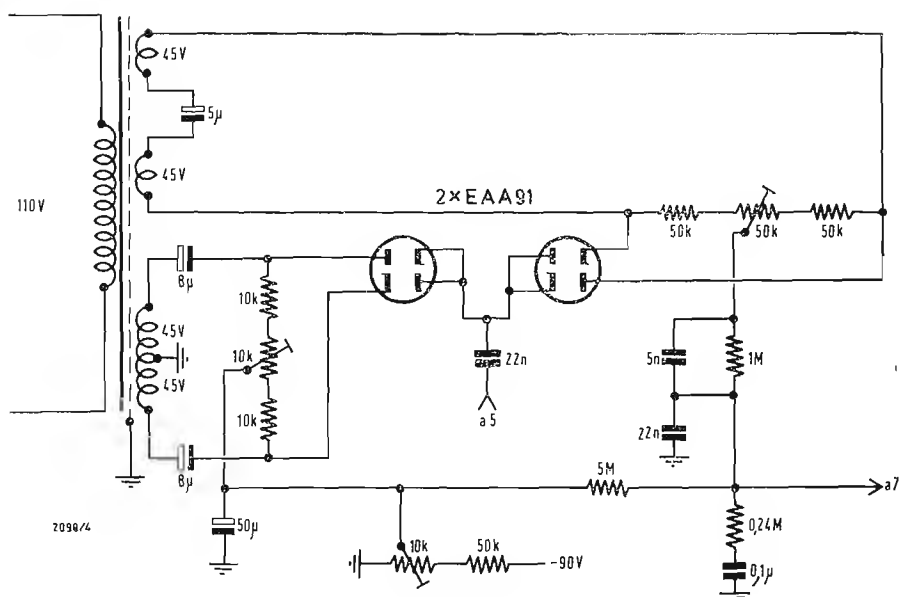 45V
5µ
45V
110V
2×EAA91
50k
50k
50k
8µ
10k
45V
10k
45V
10k
8µ
22n
a5
5n
1M
22n
5M
a7
50µ
10k
50k
-90V
0,24M
0,1µ
2098/4